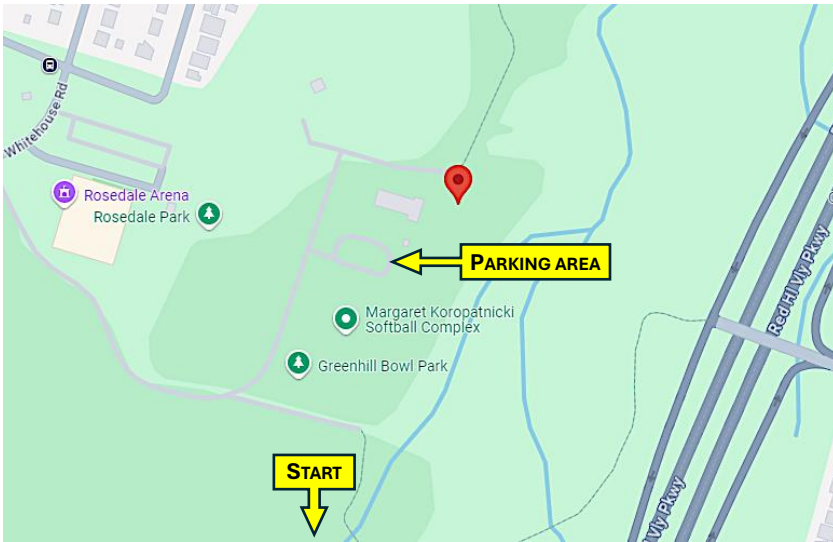 Whitehouse Rd
Rosedale Arena
Rosedale Park
PARKING AREA
Margaret Koropatnicki
Softball Complex
Greenhill Bowl Park
START
Red Hl Vly Pkwy
Vly Pkwy